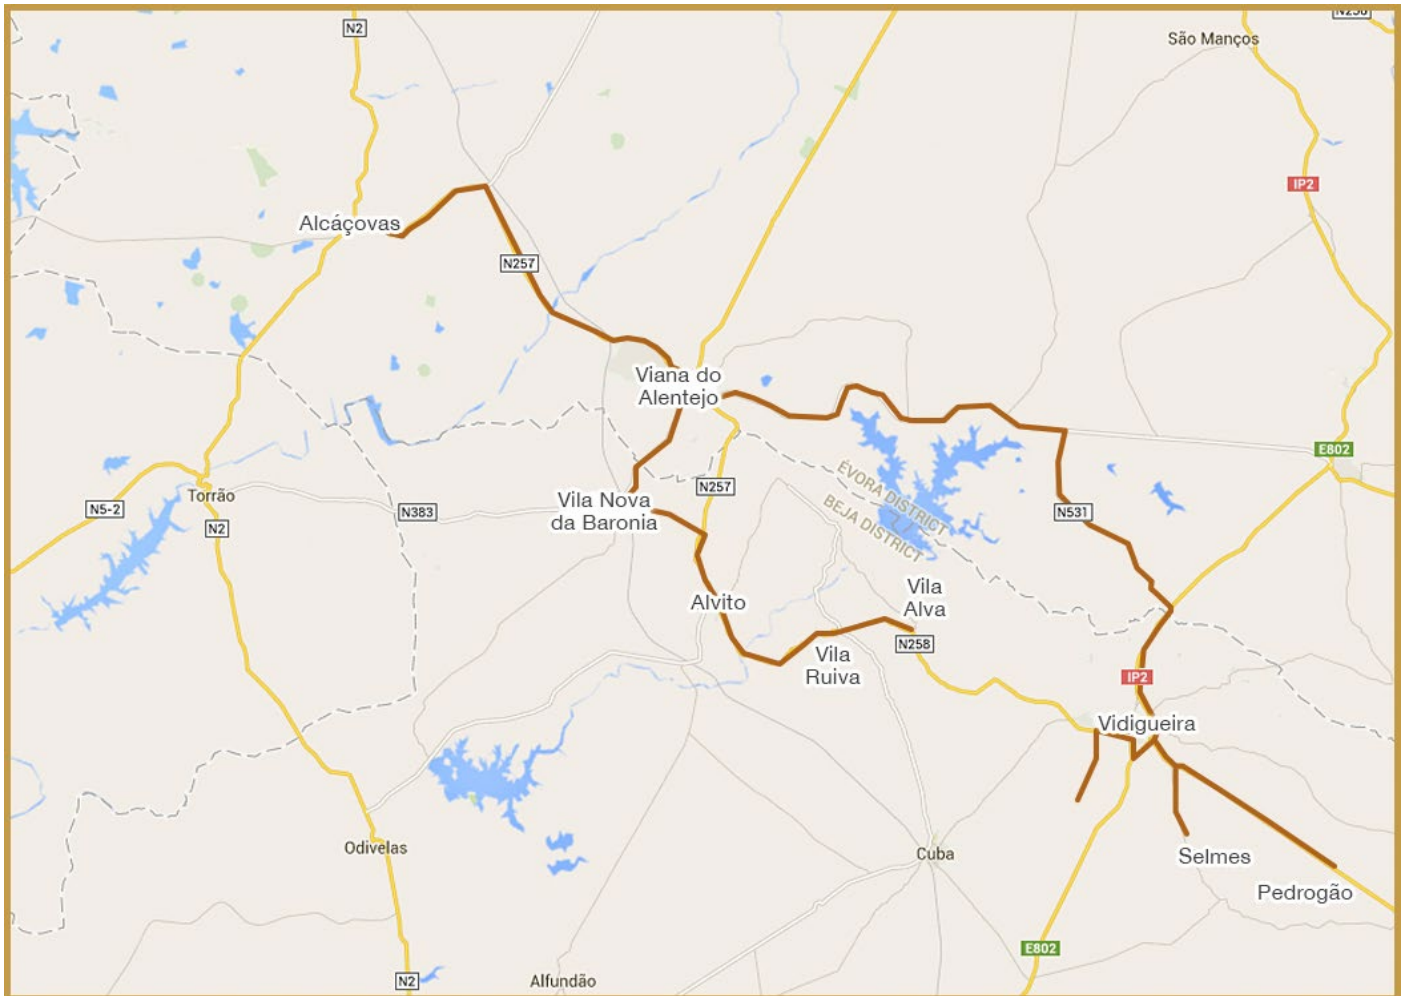 N2
N256
São Manços
IP2
Alcáçovas
N257
Viana do
Alentejo
E802
ÉVORA DISTRICT
BEJA DISTRICT
N257
Torrão
N5-2
N2
N383
Vila Nova
da Baronia
N531
Alvito
Vila
Alva
N258
Vila
Ruiva
IP2
Vidigueira
Odivelas
Cuba
Selmes
Pedrogão
E802
N2
Alfundão